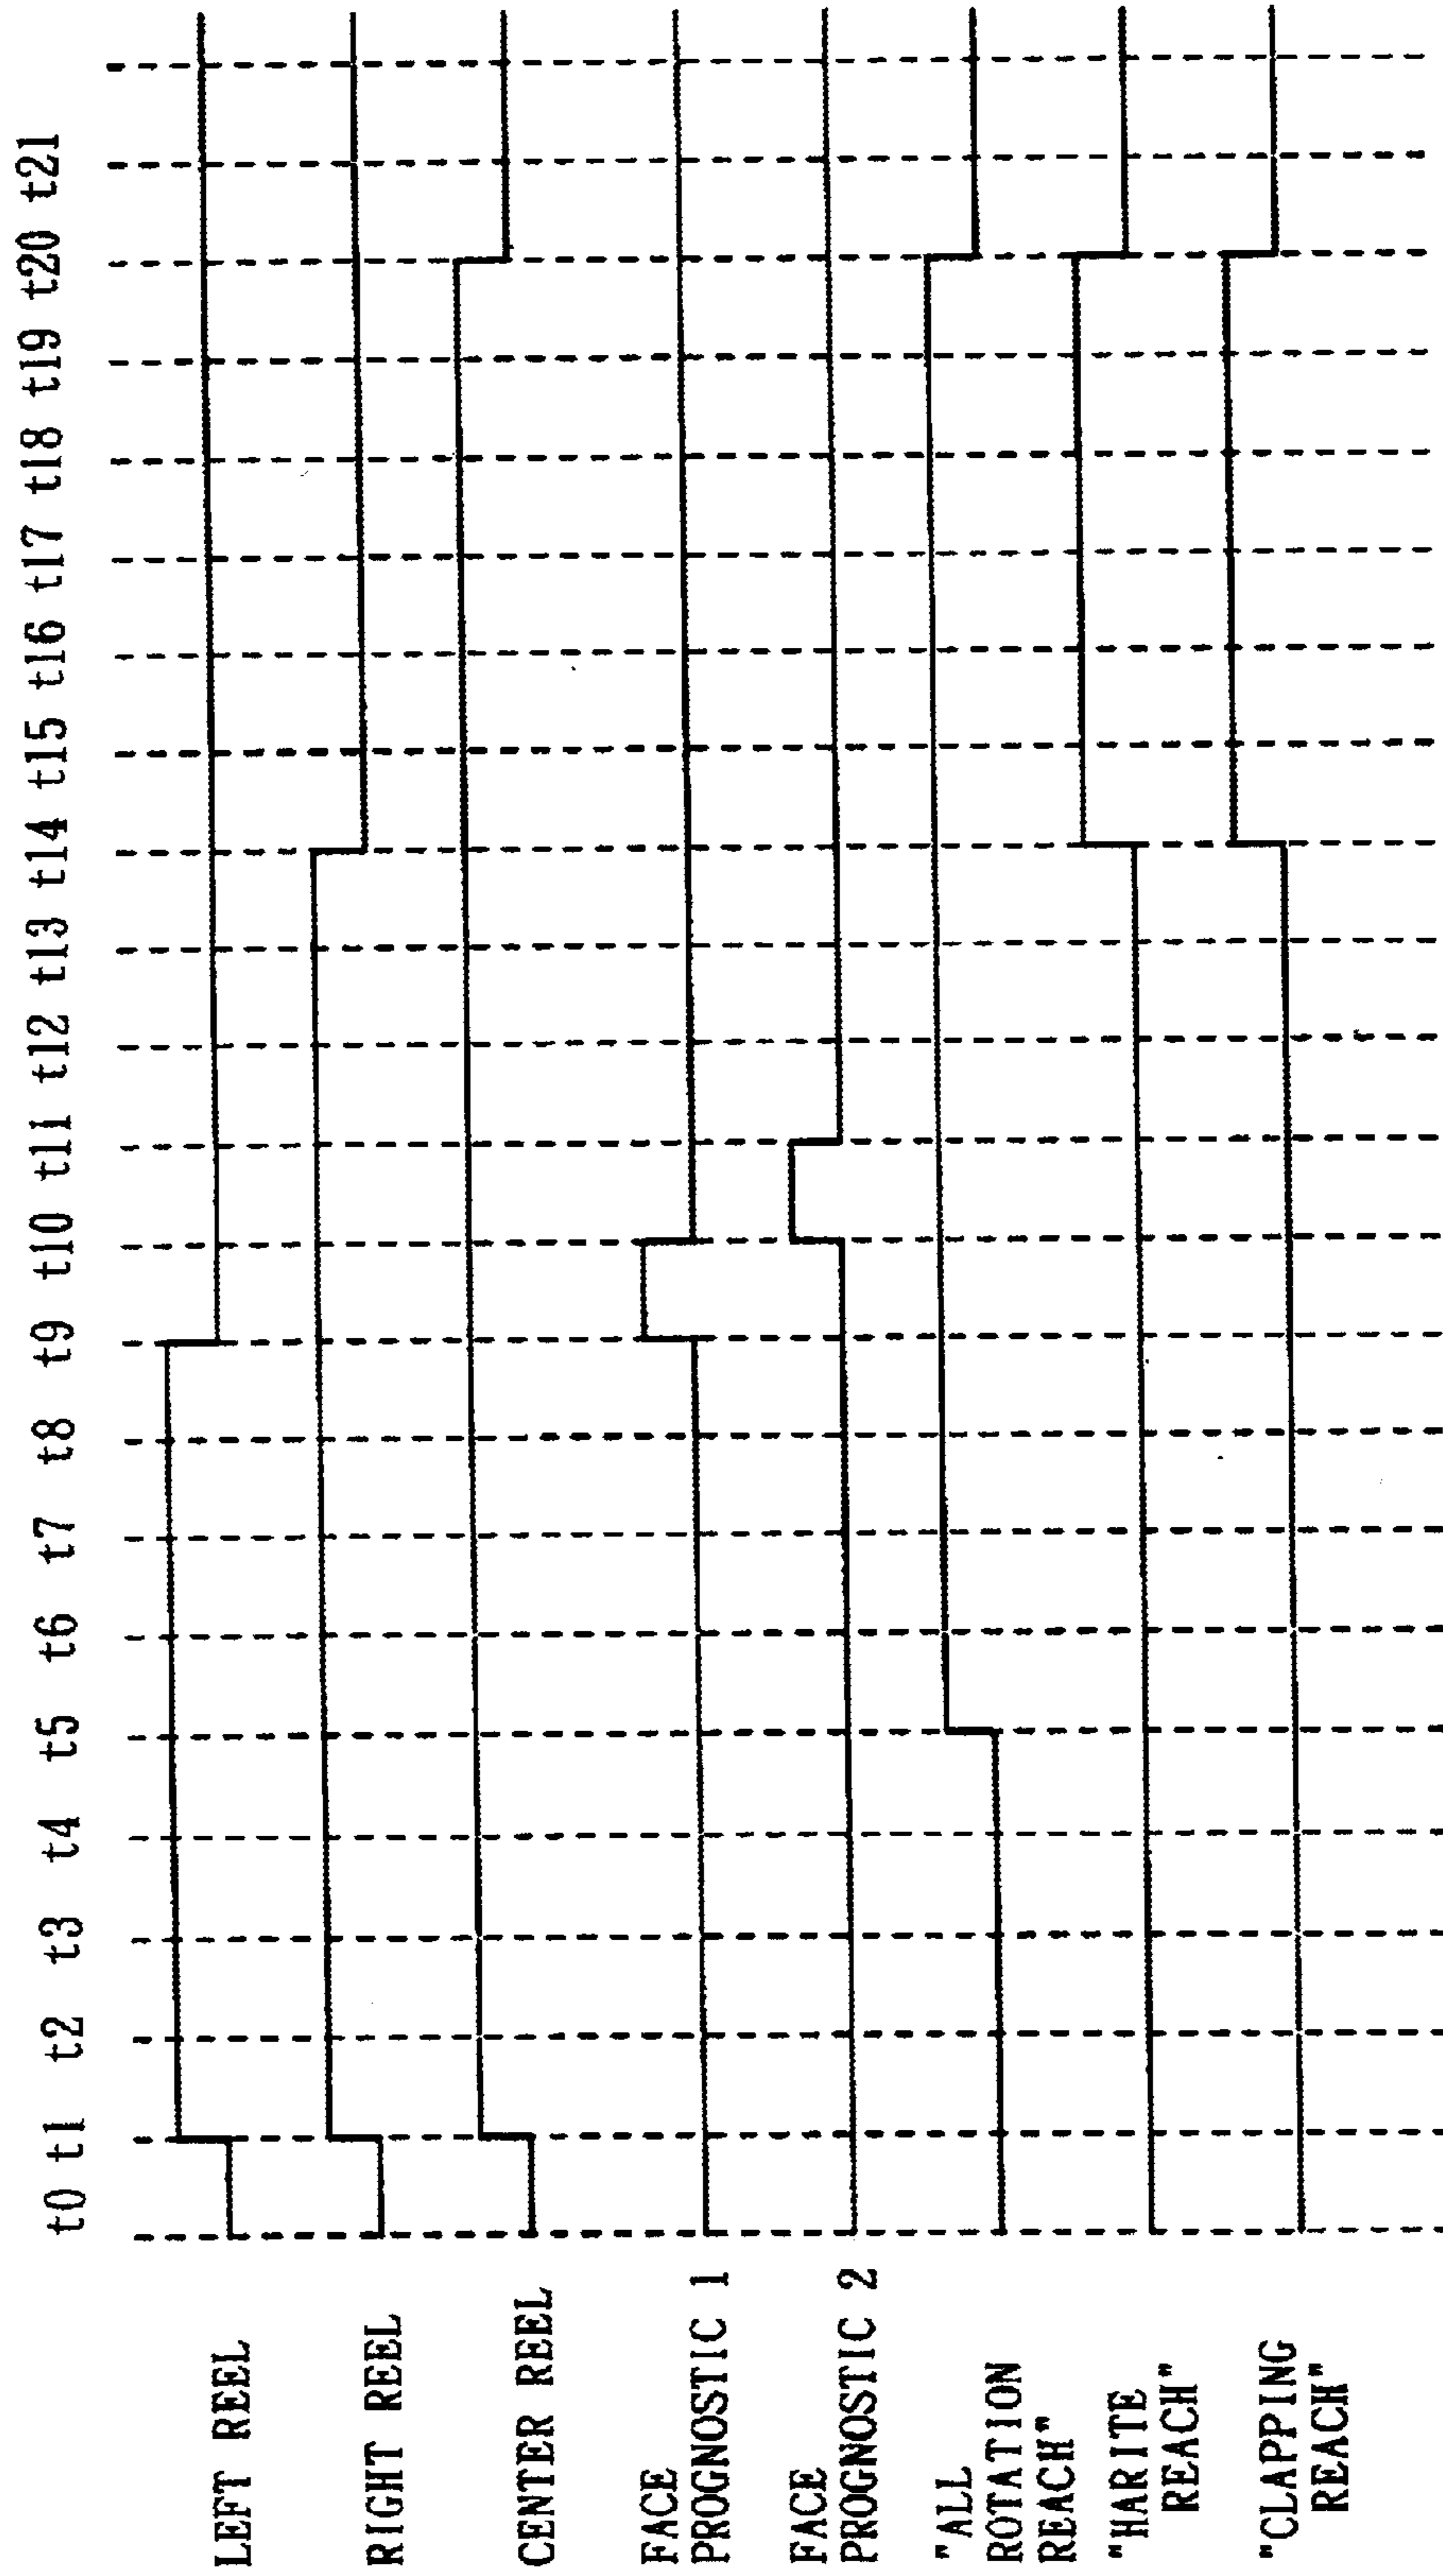 t0 t1 t2 t3 t4 t5 t6 t7 t8 t9 t10 t11 t12 t13 t14 t15 t16 t17 t18 t19 t20 t21
LEFT REEL
RIGHT REEL
CENTER REEL
FACE
PROGNOSTIC 1
FACE
PROGNOSTIC 2
"ALL
ROTATION
REACH"
"HARITE
REACH"
"CLAPPING
REACH"